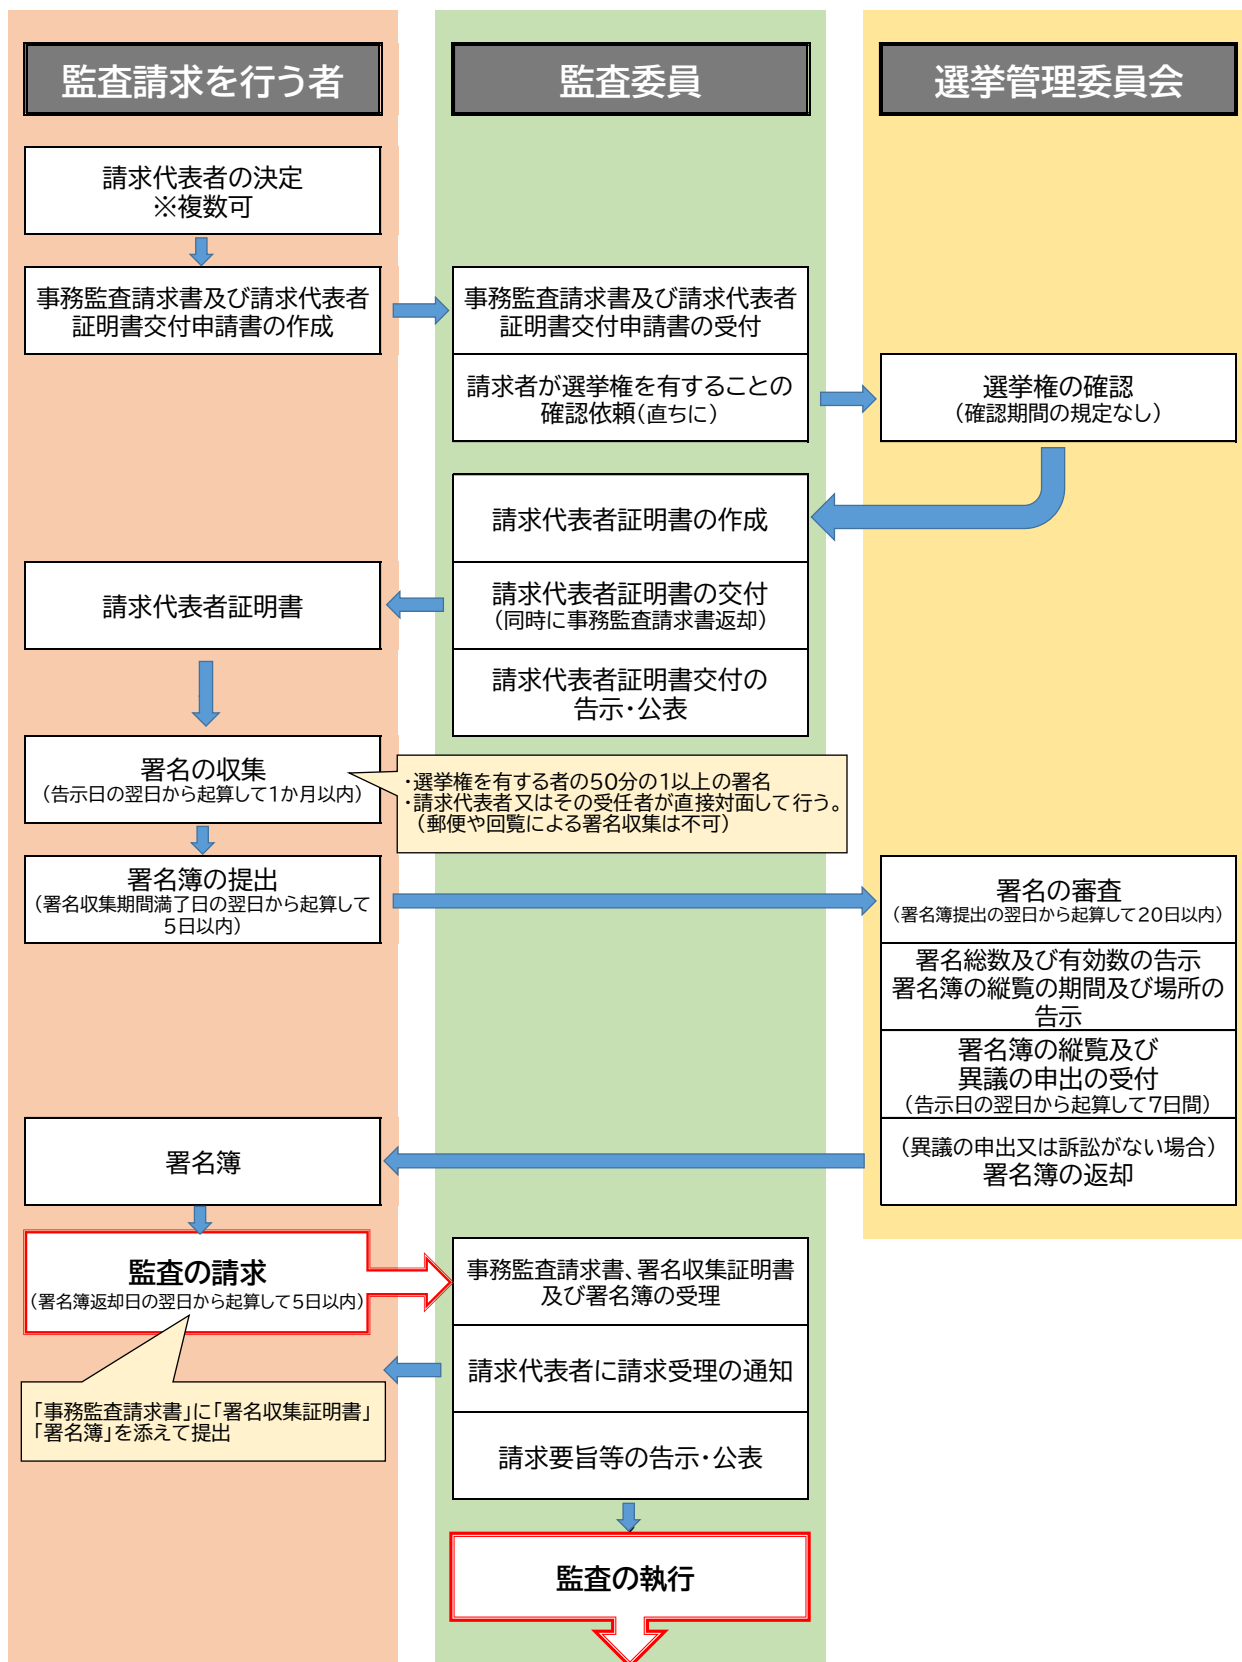 監査請求を行う者
監査委員
選挙管理委員会
請求代表者の決定
※複数可
事務監査請求書及び請求代表者
証明書交付申請書の作成
事務監査請求書及び請求代表者
証明書交付申請書の受付
請求者が選挙権を有することの
確認依頼(直ちに)
選挙権の確認
(確認期間の規定なし)
請求代表者証明書の作成
請求代表者証明書の交付
(同時に事務監査請求書返却)
請求代表者証明書
請求代表者証明書交付の
告示・公表
署名の収集
(告示日の翌日から起算して1か月以内)
・選挙権を有する者の50分の1以上の署名
・請求代表者又はその受任者が直接対面して行う。
(郵便や回覧による署名収集は不可)
署名簿の提出
(署名収集期間満了日の翌日から起算して
5日以内)
署名の審査
(署名簿提出の翌日から起算して20日以内)
署名総数及び有効数の告示
署名簿の縦覧の期間及び場所の
告示
署名簿の縦覧及び
異議の申出の受付
(告示日の翌日から起算して7日間)
(異議の申出又は訴訟がない場合)
署名簿の返却
署名簿
監査の請求
(署名簿返却日の翌日から起算して5日以内)
「事務監査請求書」に「署名収集証明書」
「署名簿」を添えて提出
事務監査請求書、署名収集証明書
及び署名簿の受理
請求代表者に請求受理の通知
請求要旨等の告示・公表
監査の執行